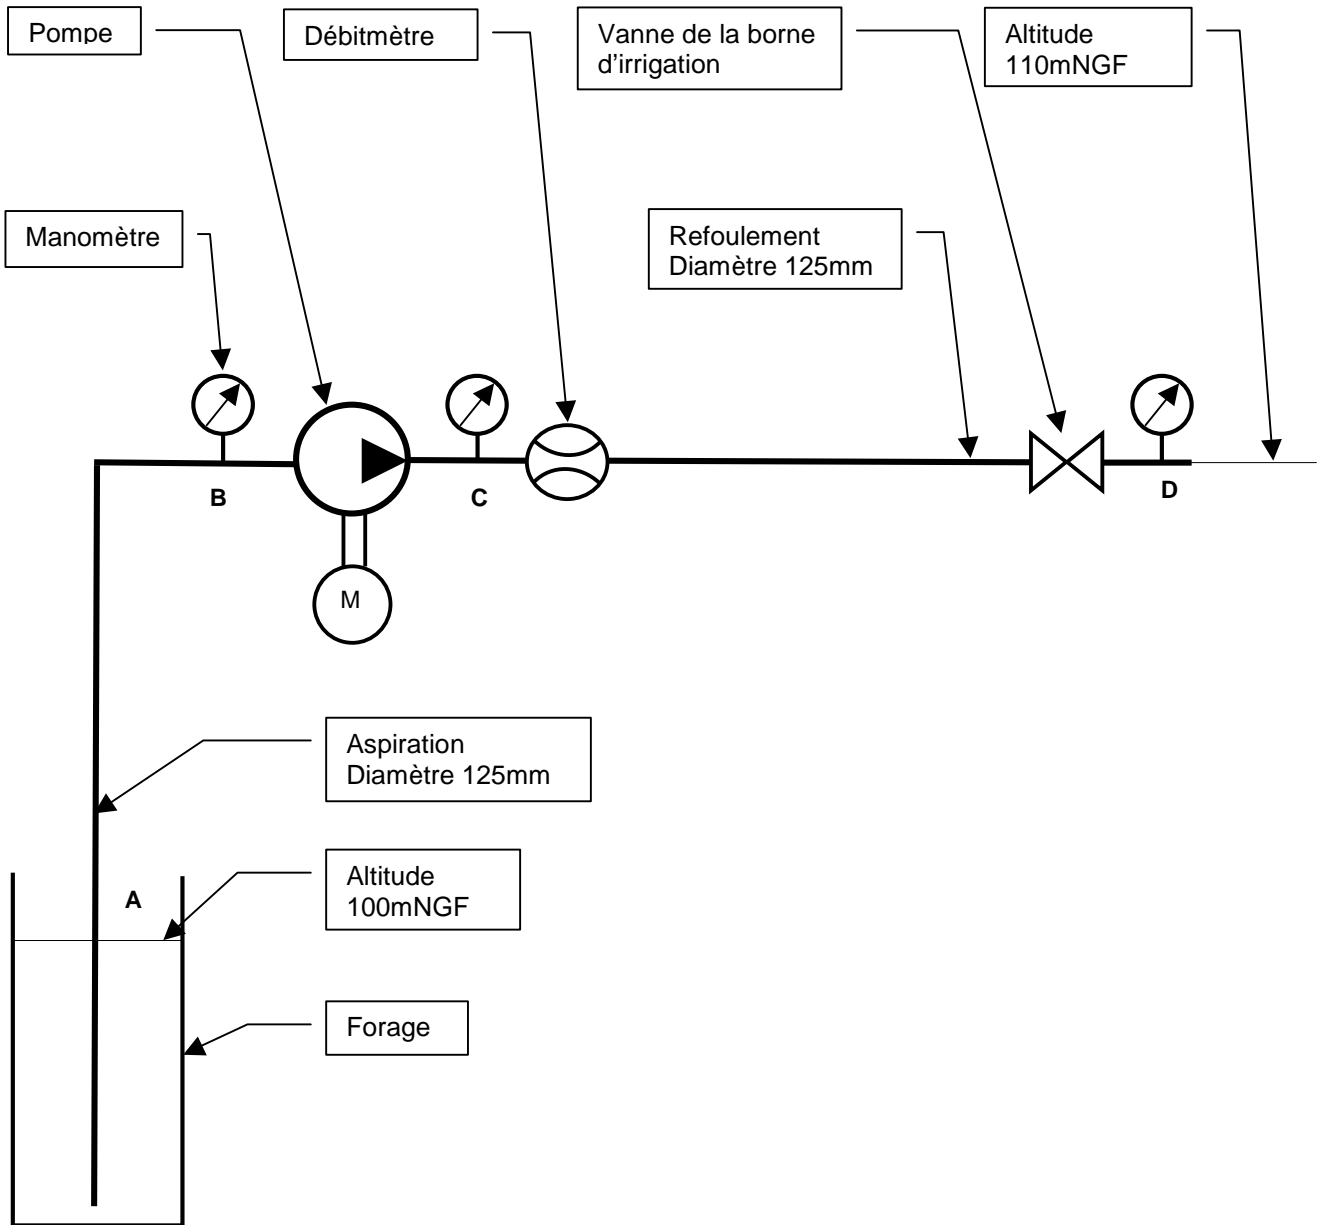 Pompe
Débitmètre
Vanne de la borne
d'irrigation
Altitude
110mNGF
Manomètre
Refoulement
Diamètre 125mm
B
C
D
M
Aspiration
Diamètre 125mm
A
Altitude
100mNGF
Forage